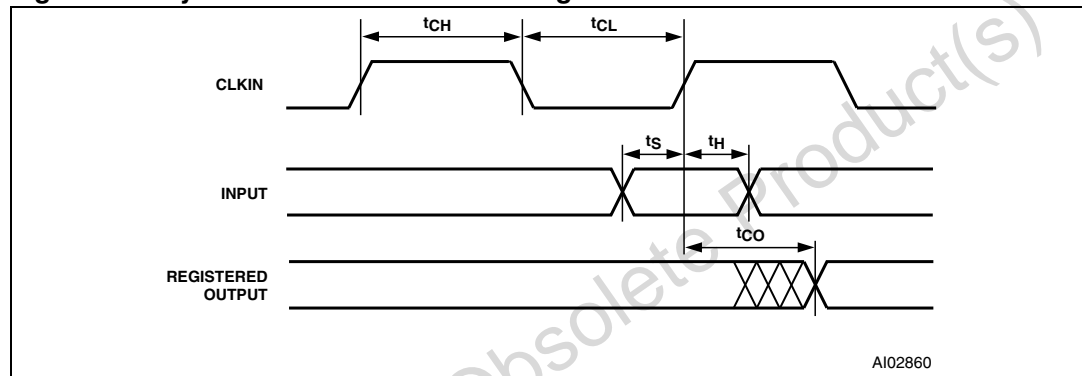 tCH
tCL
CLKIN
tS
tH
INPUT
tCO
REGISTERED
OUTPUT
AI02860
Obsolete Product(s)